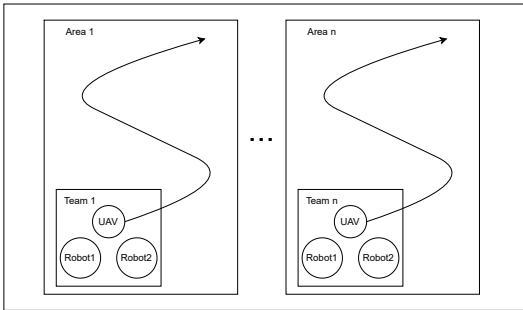 Area 1
Team 1
UAV
Robot1
Robot2
...
Area n
Team n
UAV
Robot1
Robot2